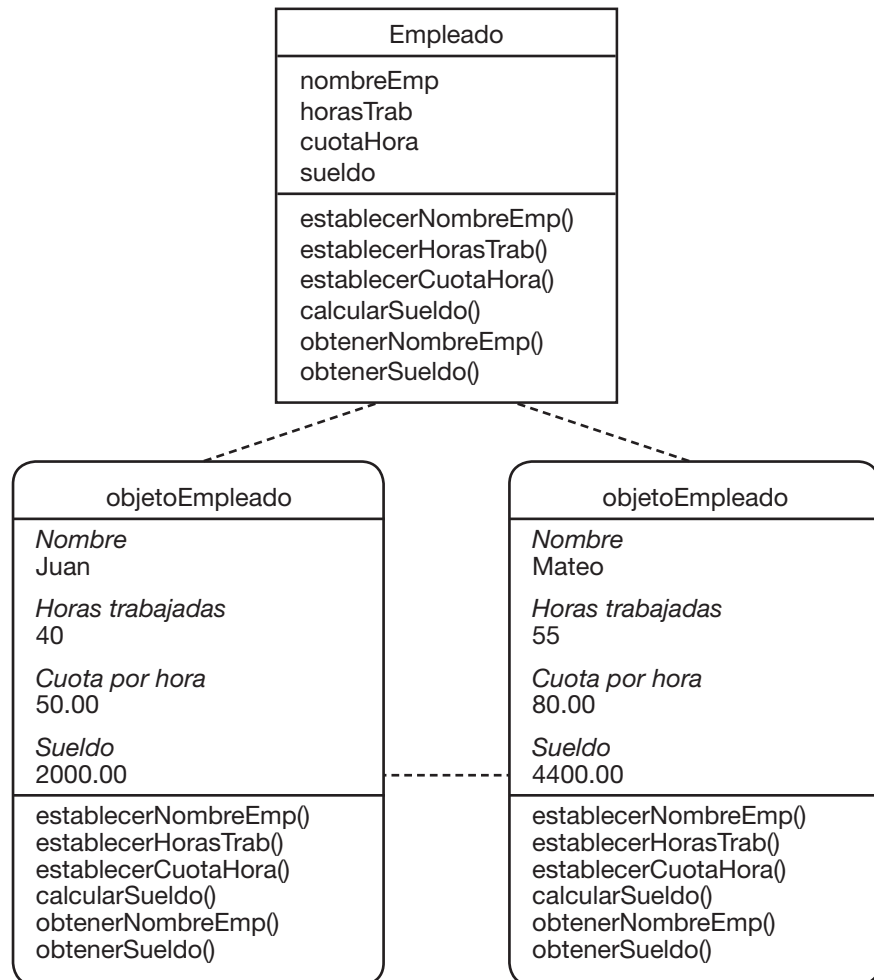 Empleado
nombreEmp
horasTrab
cuotaHora
sueldo
establecerNombreEmp()
establecerHorasTrab()
establecerCuotaHora()
calcularSueldo()
obtenerNombreEmp()
obtenerSueldo()
objetoEmpleado
Nombre
Juan
Horas trabajadas
40
Cuota por hora
50.00
Sueldo
2000.00
establecerNombreEmp()
establecerHorasTrab()
establecerCuotaHora()
calcularSueldo()
obtenerNombreEmp()
obtenerSueldo()
objetoEmpleado
Nombre
Mateo
Horas trabajadas
55
Cuota por hora
80.00
Sueldo
4400.00
establecerNombreEmp()
establecerHorasTrab()
establecerCuotaHora()
calcularSueldo()
obtenerNombreEmp()
obtenerSueldo()